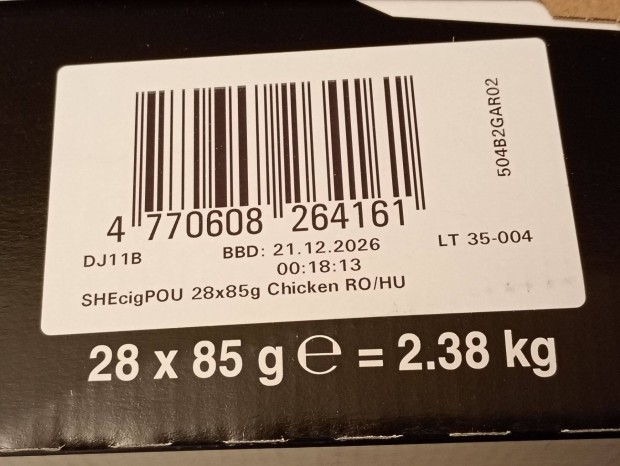 504B2GAR02
4 770608 264161
DJ11B
BBD: 21.12.2026
LT 35-004
00:18:13
SHEcigPOU 28x85g Chicken RO/HU
28 x 85 g ℮ = 2.38 kg